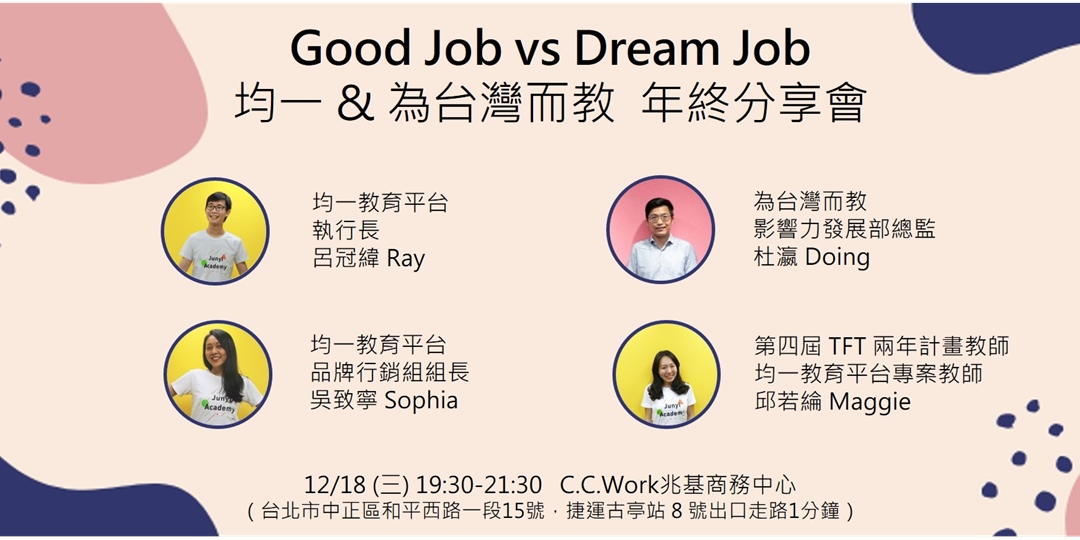 Good Job vs Dream Job
均一 & 為台灣而教 年終分享會
均一教育平台
執行長
呂冠緯 Ray
為台灣而教
影響力發展部總監
杜瀛 Doing
均一教育平台
品牌行銷組組長
吳致寧 Sophia
第四屆 TFT 兩年計畫教師
均一教育平台專案教師
邱若綸 Maggie
Junyi
Academy
Junyi
Academy
Junyi
Academy
12/18 (三) 19:30-21:30 C.C.Work兆基商務中心
( 台北市中正區和平西路一段15號，捷運古亭站 8 號出口走路1分鐘 )